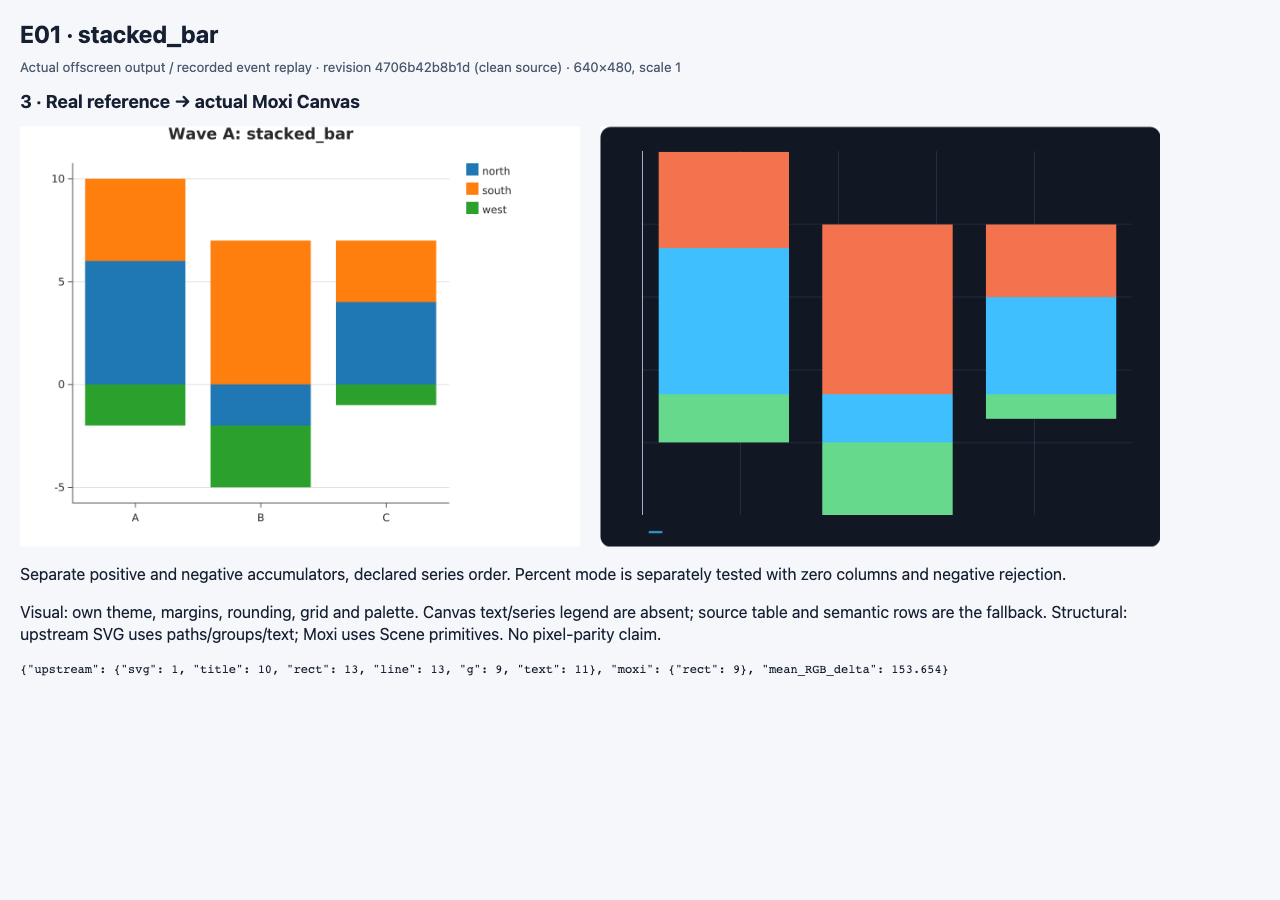 E01 · stacked_bar
Actual offscreen output / recorded event replay · revision 4706b42b8b1d (clean source) · 640×480, scale 1
3 · Real reference → actual Moxi Canvas
Wave A: stacked_bar
north
south
west
10
5
0
-5
A B C
Separate positive and negative accumulators, declared series order. Percent mode is separately tested with zero columns and negative rejection.
Visual: own theme, margins, rounding, grid and palette. Canvas text/series legend are absent; source table and semantic rows are the fallback. Structural:
upstream SVG uses paths/groups/text; Moxi uses Scene primitives. No pixel-parity claim.
{"upstream": {"svg": 1, "title": 10, "rect": 13, "line": 13, "g": 9, "text": 11}, "moxi": {"rect": 9}, "mean_RGB_delta": 153.654}